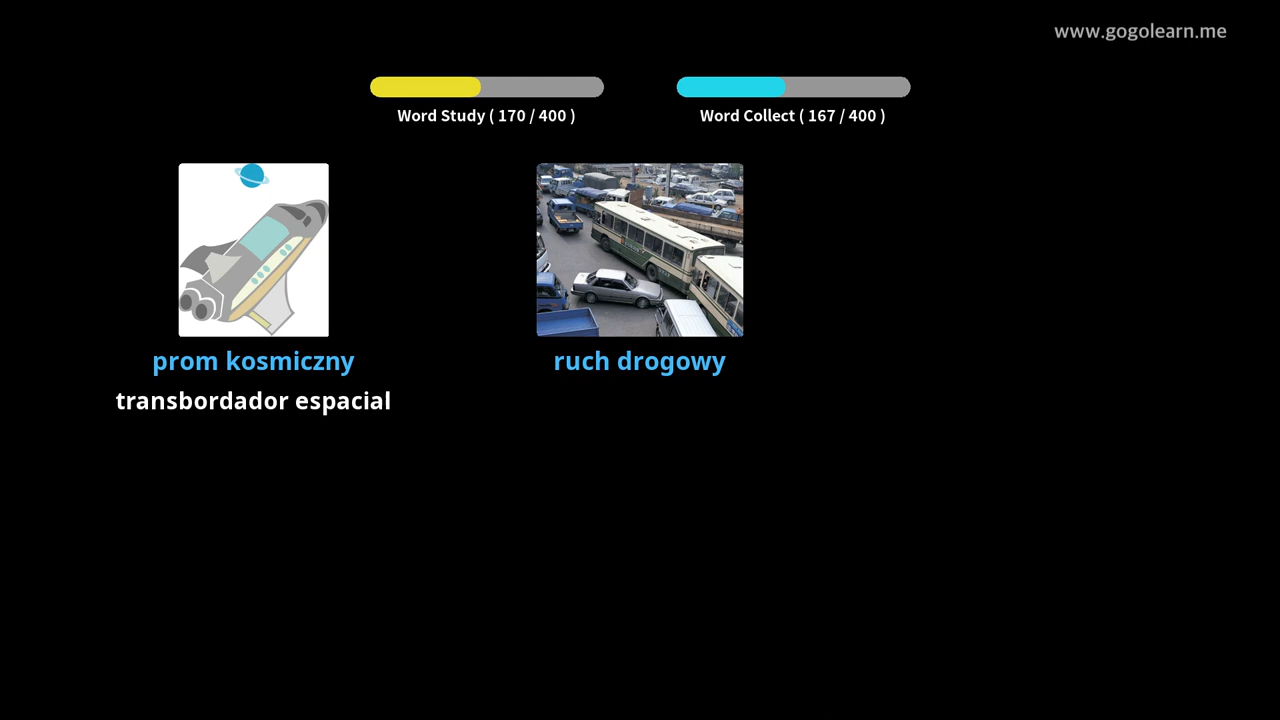 www.gogolearn.me
Word Study ( 170 / 400 )
Word Collect ( 167 / 400 )
prom kosmiczny
ruch drogowy
transbordador espacial